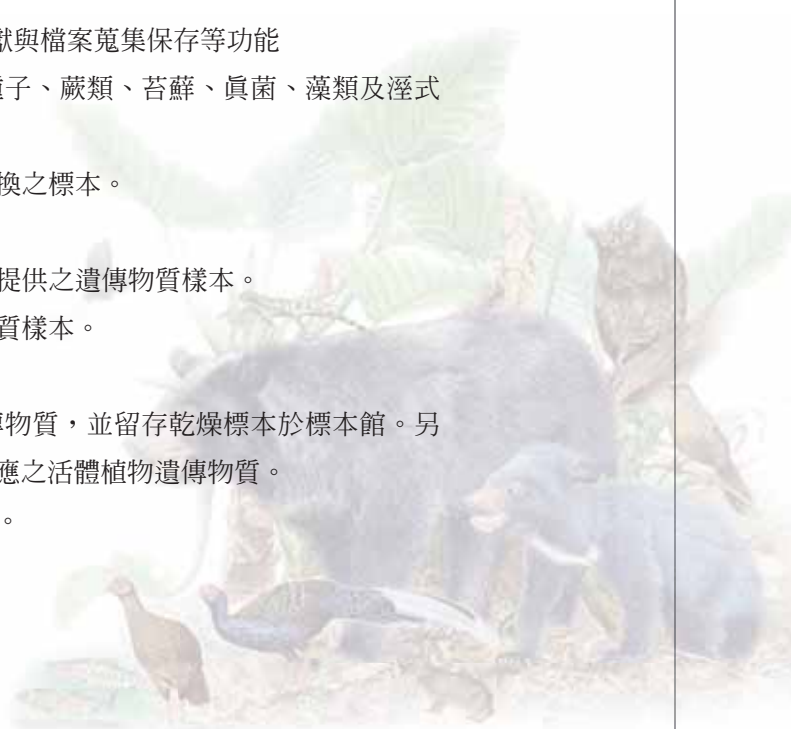 獻與檔案蒐集保存等功能
子、蕨類、苔蘚、眞菌、藻類及溼式
換之標本。
提供之遺傳物質樣本。
質樣本。
物質，並留存乾燥標本於標本館。另
應之活體植物遺傳物質。
。